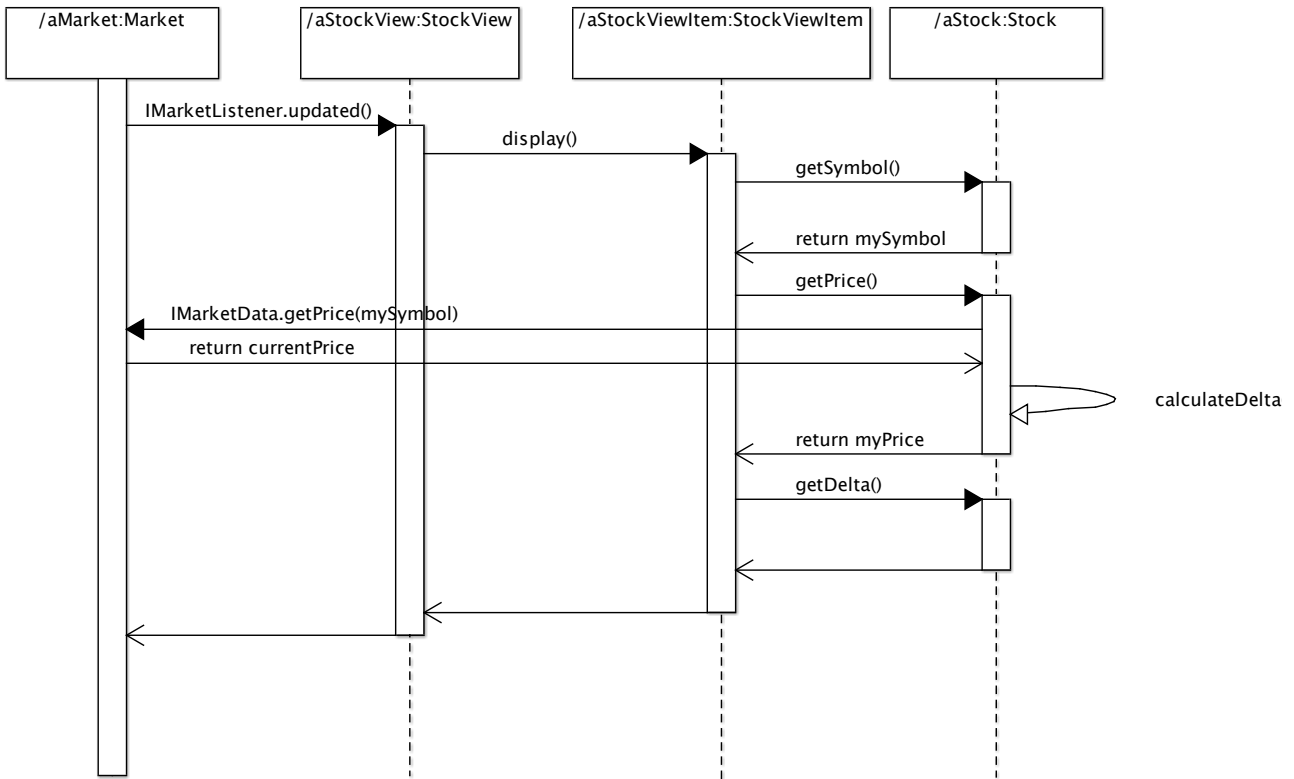 /aMarket:Market
/aStockView:StockView
/aStockViewItem:StockViewItem
/aStock:Stock
IMarketListener.updated()
display()
getSymbol()
return mySymbol
getPrice()
IMarketData.getPrice(mySymbol)
return currentPrice
calculateDelta
return myPrice
getDelta()